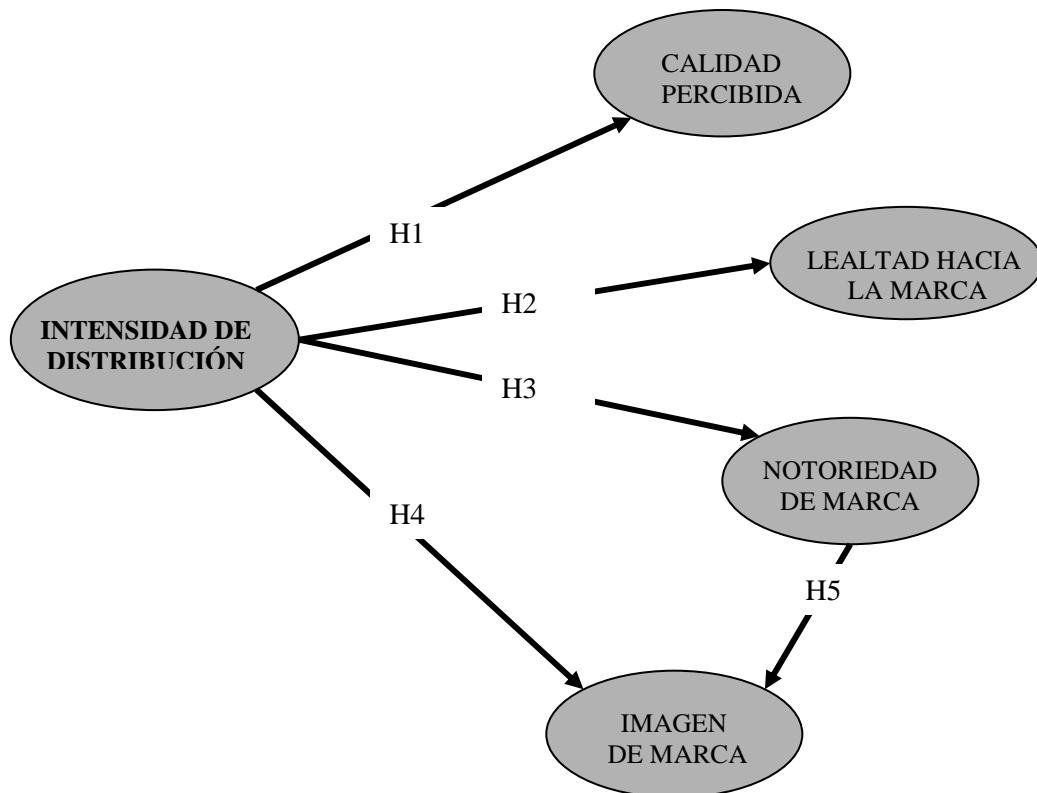 CALIDAD
PERCIBIDA
H1
LEALTAD HACIA
LA MARCA
H2
INTENSIDAD DE
DISTRIBUCIÓN
H3
NOTORIEDAD
DE MARCA
H4
H5
IMAGEN
DE MARCA